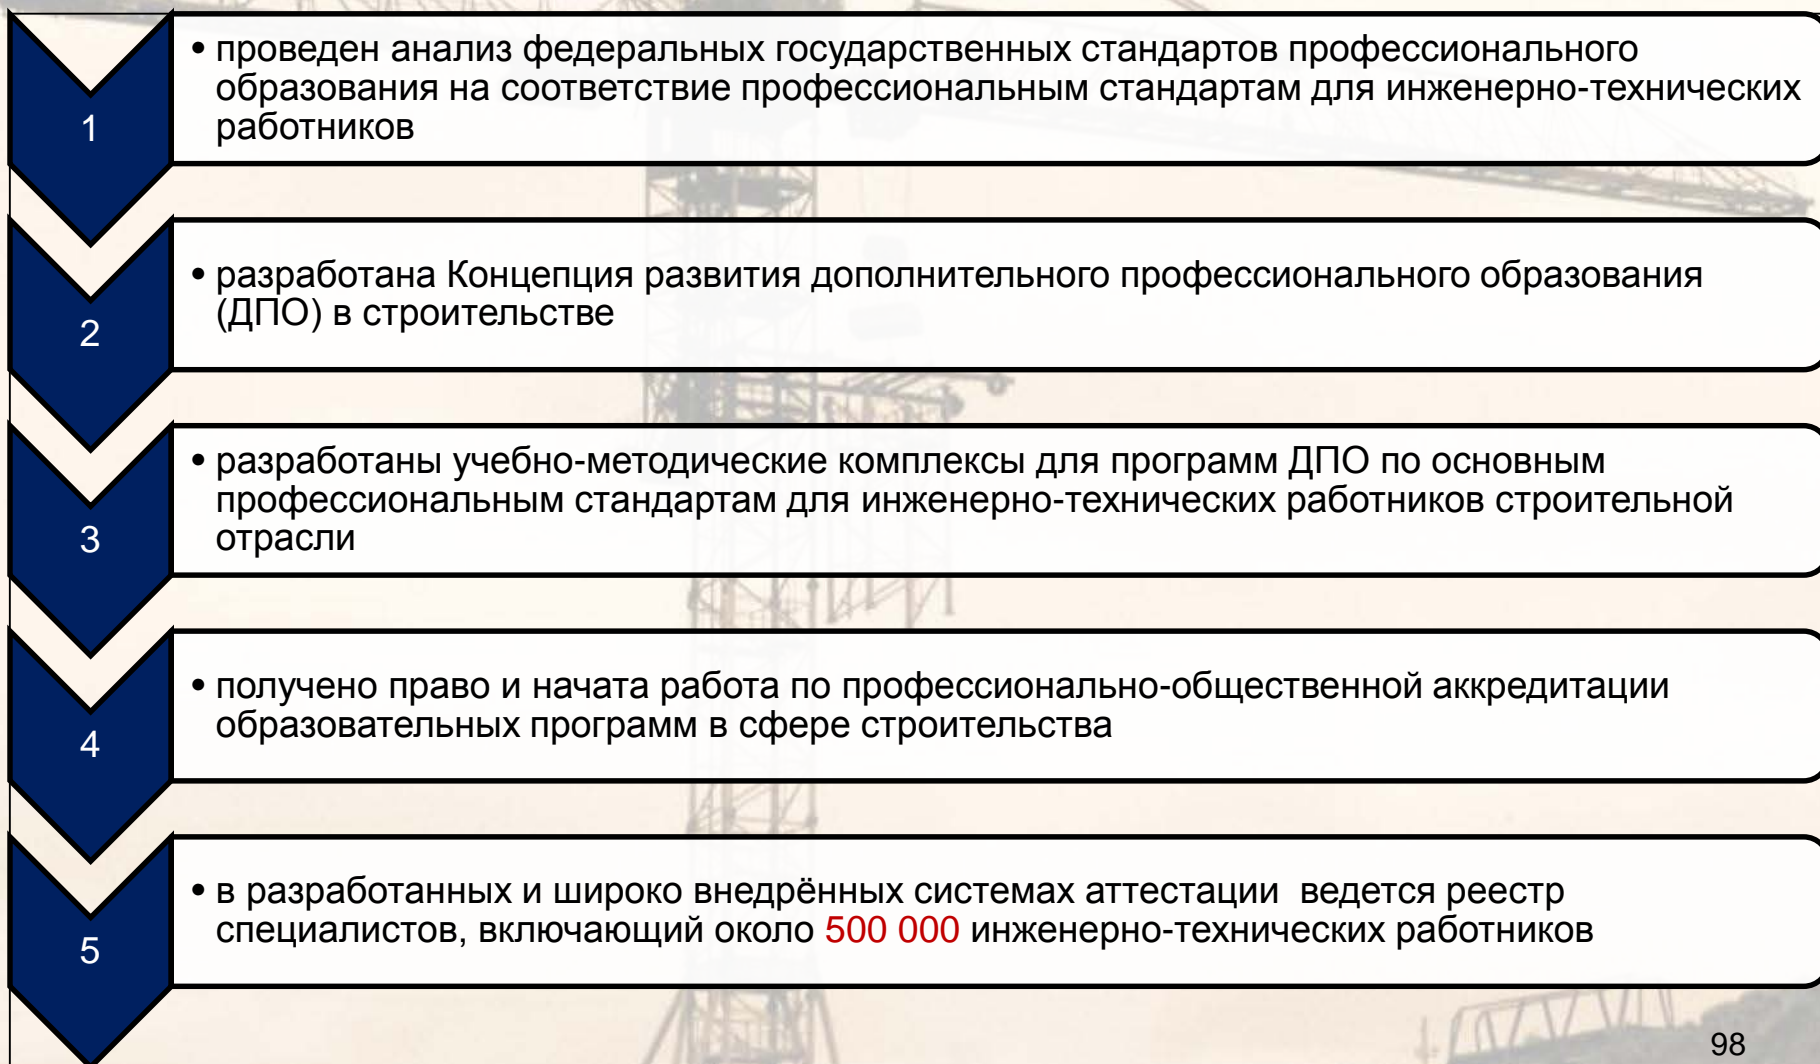 1
• проведен анализ федеральных государственных стандартов профессионального
образования на соответствие профессиональным стандартам для инженерно-технических
работников
2
• разработана Концепция развития дополнительного профессионального образования
(ДПО) в строительстве
3
• разработаны учебно-методические комплексы для программ ДПО по основным
профессиональным стандартам для инженерно-технических работников строительной
отрасли
4
• получено право и начата работа по профессионально-общественной аккредитации
образовательных программ в сфере строительства
5
• в разработанных и широко внедрённых системах аттестации  ведется реестр
специалистов, включающий около 500 000 инженерно-технических работников
98